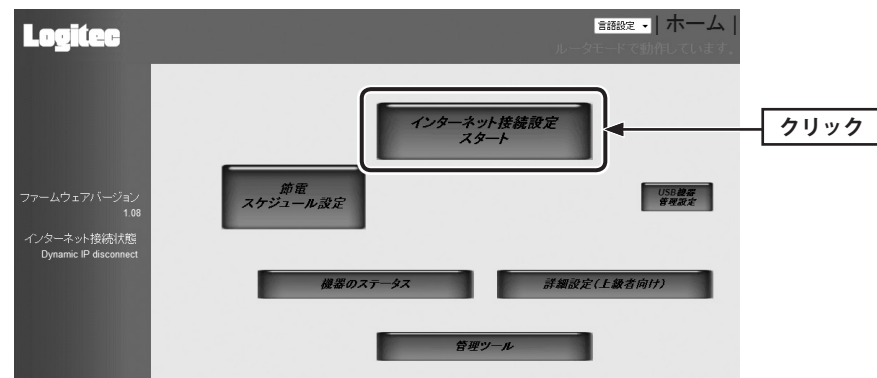 Logitec
言語設定 | ホーム |
ルータモードで動作しています。
インターネット接続設定
スタート
クリック
節電
スケジュール設定
USB機器
管理設定
ファームウェアバージョン
1.08
インターネット接続状態
Dynamic IP disconnect
機器のステータス
詳細設定(上級者向け)
管理ツール